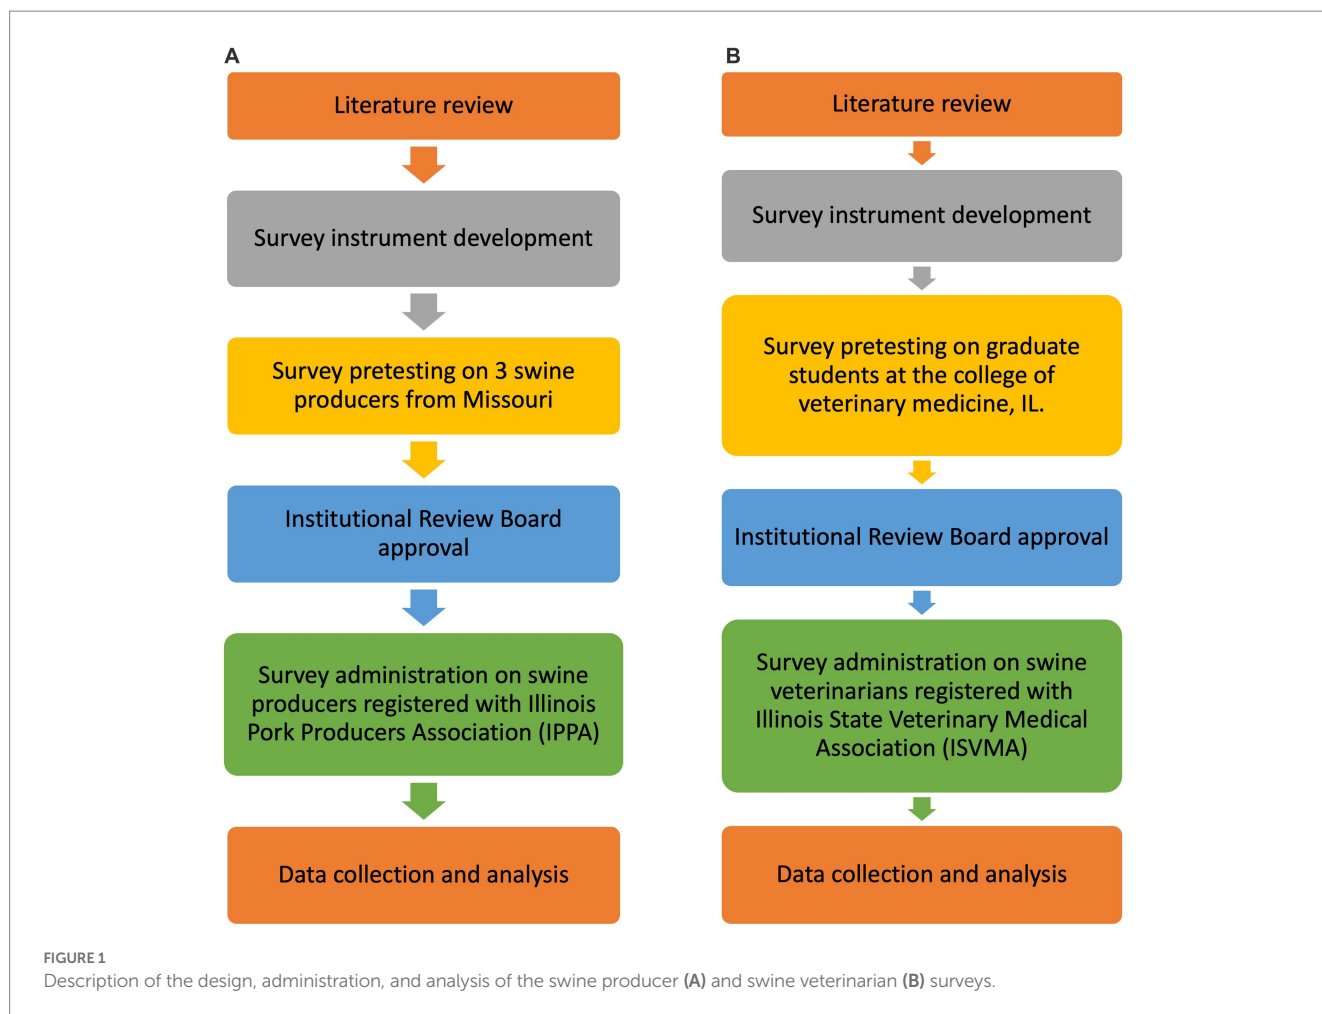 A
Literature review
Survey instrument development
Survey pretesting on 3 swine
producers from Missouri
Institutional Review Board
approval
Survey administration on swine
producers registered with Illinois
Pork Producers Association (IPPA)
Data collection and analysis
B
Literature review
Survey instrument development
Survey pretesting on graduate
students at the college of
veterinary medicine, IL.
Institutional Review Board approval
Survey administration on swine
veterinarians registered with
Illinois State Veterinary Medical
Association (ISVMA)
Data collection and analysis
FIGURE 1
Description of the design, administration, and analysis of the swine producer (A) and swine veterinarian (B) surveys.